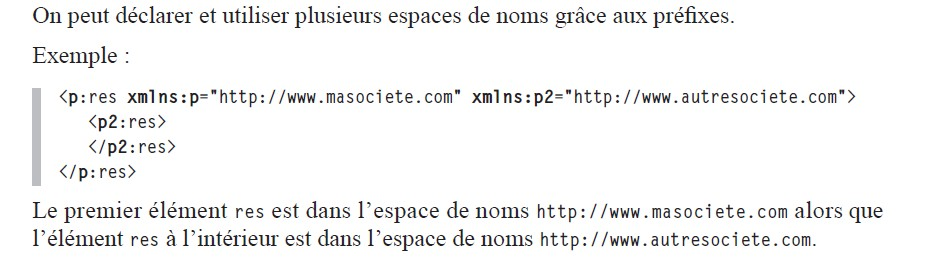 On peut déclarer et utiliser plusieurs espaces de noms grâce aux préfixes.
Exemple :
<p:res xmlns:p="http://www.masociete.com" xmlns:p2="http://www.autresociete.com">
<p2:res>
</p2:res>
</p:res>
Le premier élément res est dans l’espace de noms http://www.masociete.com alors que
l’élément res à l’intérieur est dans l’espace de noms http://www.autresociete.com.